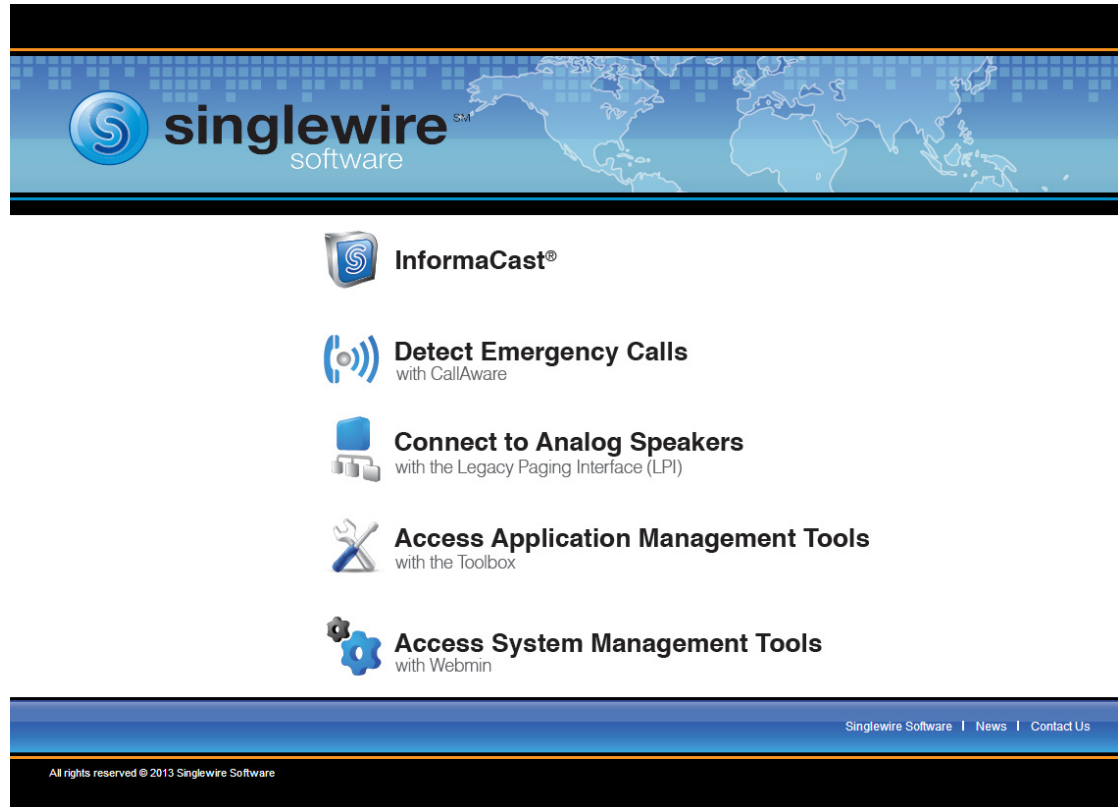 singlewire℠
software
InformaCast®
Detect Emergency Calls
with CallAware
Connect to Analog Speakers
with the Legacy Paging Interface (LPI)
Access Application Management Tools
with the Toolbox
Access System Management Tools
with Webmin
Singlewire Software | News | Contact Us
All rights reserved © 2013 Singlewire Software